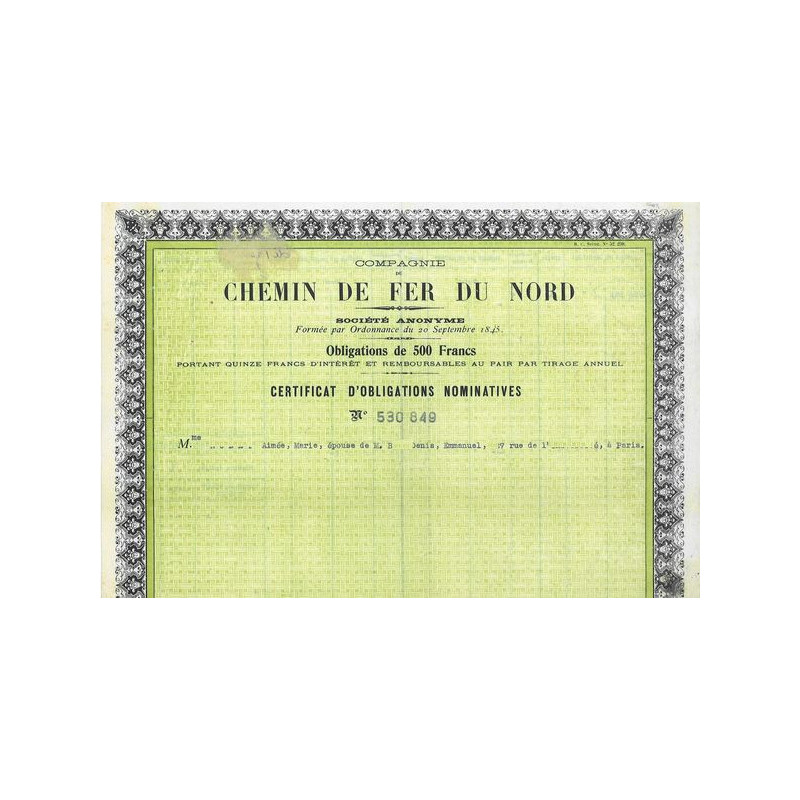 COMPAGNIE
DU
CHEMIN DE FER DU NORD
SOCIÉTÉ ANONYME
Formée par Ordonnance du 20 Septembre 1845.
Obligations de 500 Francs
PORTANT QUINZE FRANCS D'INTÉRÊT ET REMBOURSABLES AU PAIR PAR TIRAGE ANNUEL
CERTIFICAT D'OBLIGATIONS NOMINATIVES
Nº 530 849
Mme Aimée, Marie, épouse de M. B Denis, Emmanuel, rue de l' é, à Paris.